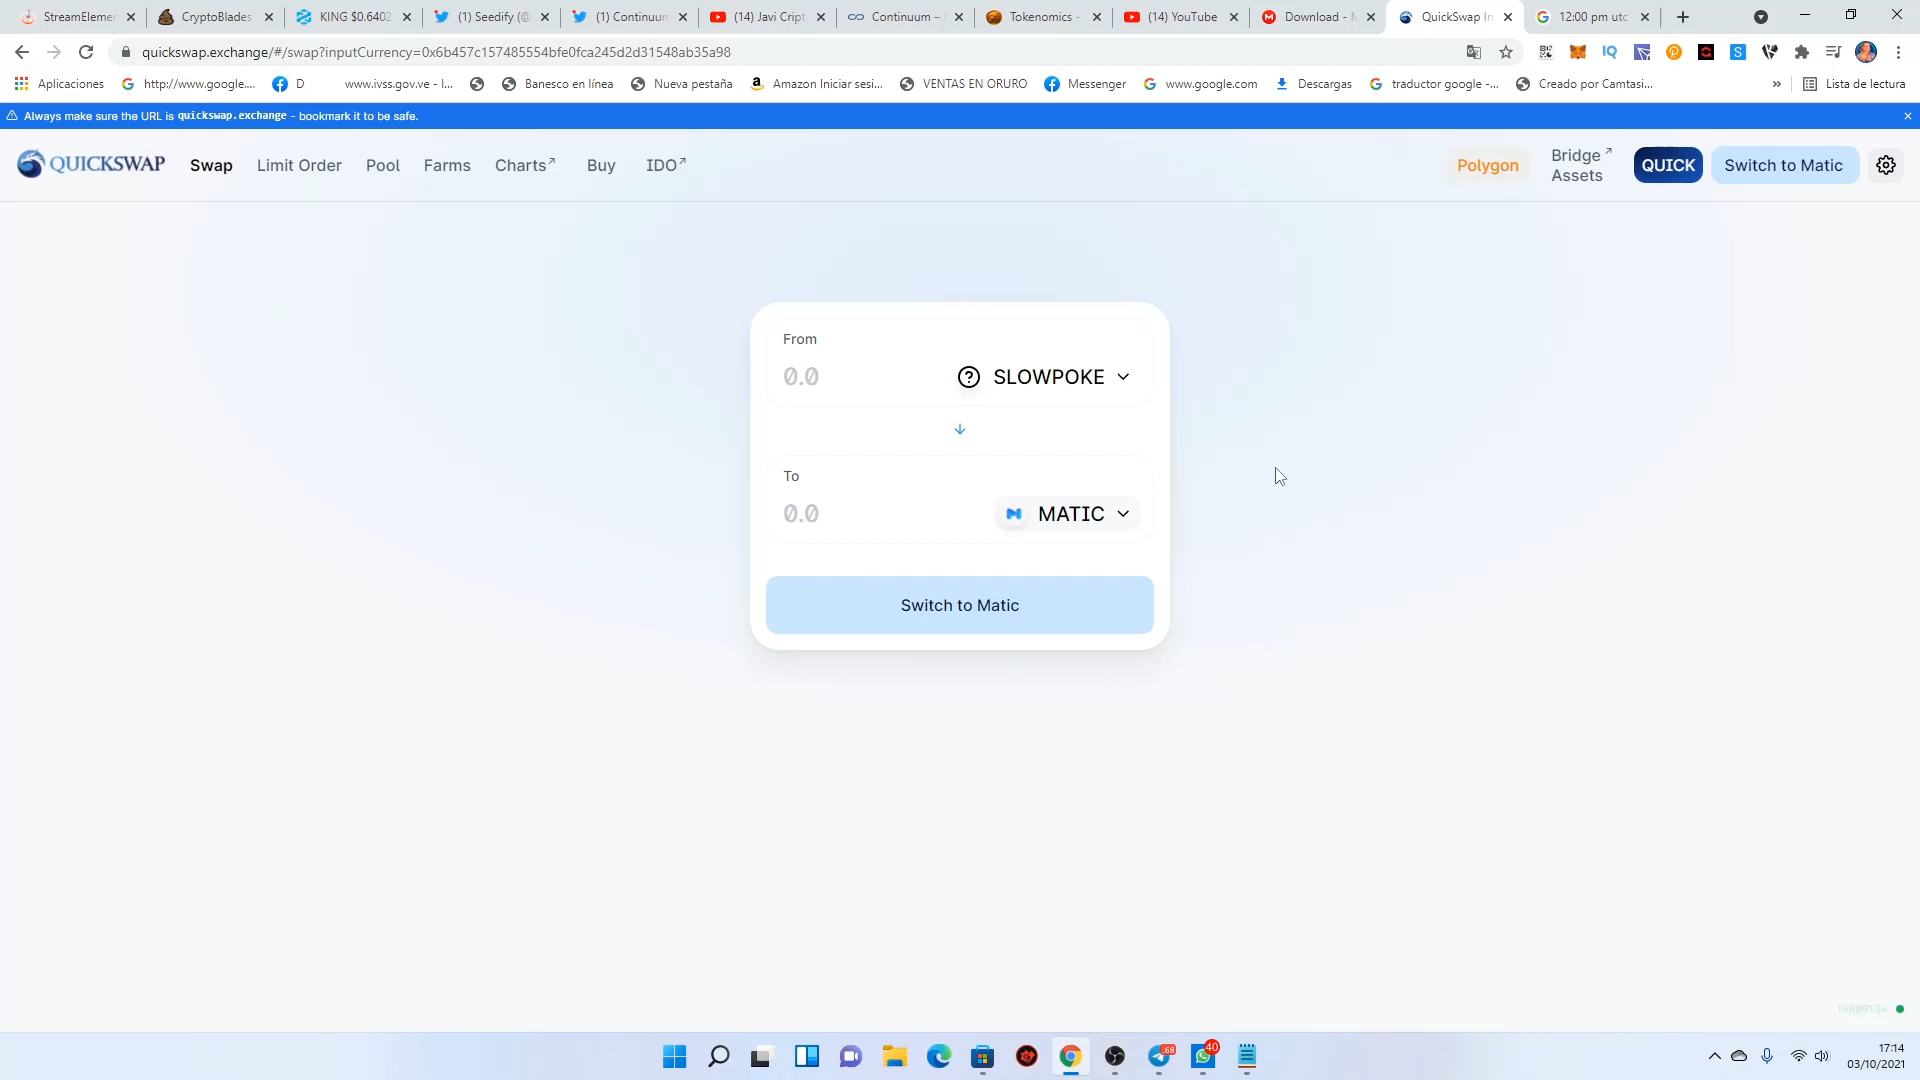 StreamElemen
CryptoBlades
KING $0.6402
(1) Seedify (@
(1) Continuum
(14) Javi Cript
Continuum –
Tokenomics -
(14) YouTube
Download - M
QuickSwap In
12:00 pm utc
quickswap.exchange/#/swap?inputCurrency=0x6b457c157485554bfe0fca245d2d31548ab35a98
Aplicaciones
http://www.google....
D
www.ivss.gov.ve - I...
Banesco en línea
Nueva pestaña
Amazon Iniciar sesi...
VENTAS EN ORURO
Messenger
www.google.com
Descargas
traductor google -...
Creado por Camtasi...
»
Lista de lectura
Always make sure the URL is quickswap.exchange - bookmark it to be safe.
QUICKSWAP
Swap
Limit Order
Pool
Farms
Charts↗
Buy
IDO↗
Polygon
Bridge ↗
Assets
QUICK
Switch to Matic
From
0.0
SLOWPOKE
To
0.0
MATIC
Switch to Matic
68
40
17:14
03/10/2021